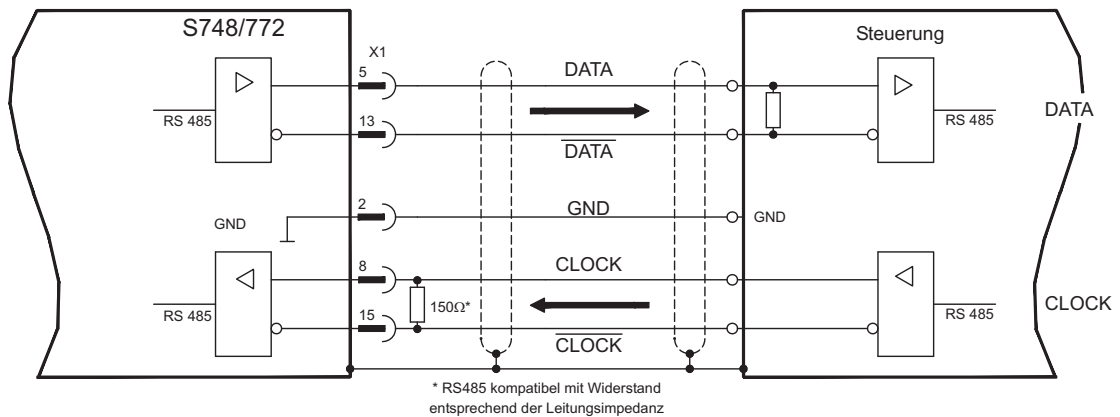 S748/772
Steuerung
X1
5
DATA
RS 485
RS 485
DATA
13
DATA
2
GND
GND
GND
8
CLOCK
150Ω*
RS 485
RS 485
CLOCK
15
CLOCK
* RS485 kompatibel mit Widerstand
entsprechend der Leitungsimpedanz